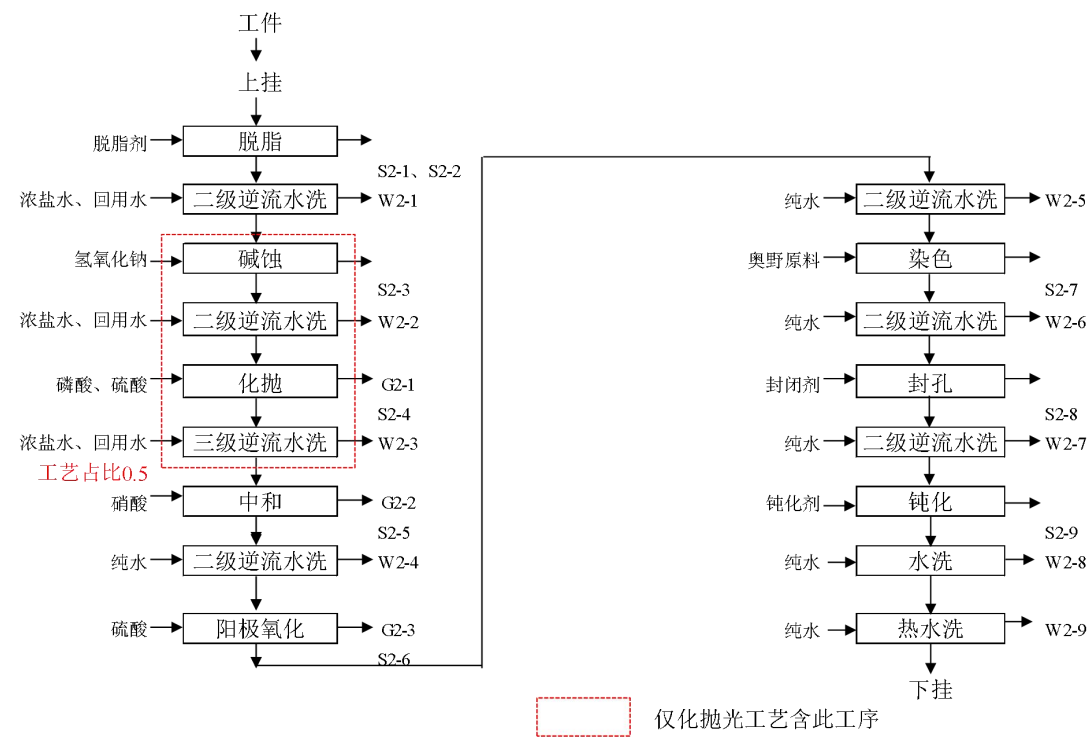 工件
上挂
脱脂剂
脱脂
S2-1、S2-2
浓盐水、回用水
二级逆流水洗
W2-1
氢氧化钠
碱蚀
S2-3
浓盐水、回用水
二级逆流水洗
W2-2
磷酸、硫酸
化抛
G2-1
S2-4
浓盐水、回用水
三级逆流水洗
W2-3
工艺占比0.5
硝酸
中和
G2-2
S2-5
纯水
二级逆流水洗
W2-4
硫酸
阳极氧化
G2-3
S2-6
纯水
二级逆流水洗
W2-5
奥野原料
染色
S2-7
纯水
二级逆流水洗
W2-6
封闭剂
封孔
S2-8
纯水
二级逆流水洗
W2-7
钝化剂
钝化
S2-9
纯水
水洗
W2-8
纯水
热水洗
W2-9
下挂
仅化抛光工艺含此工序